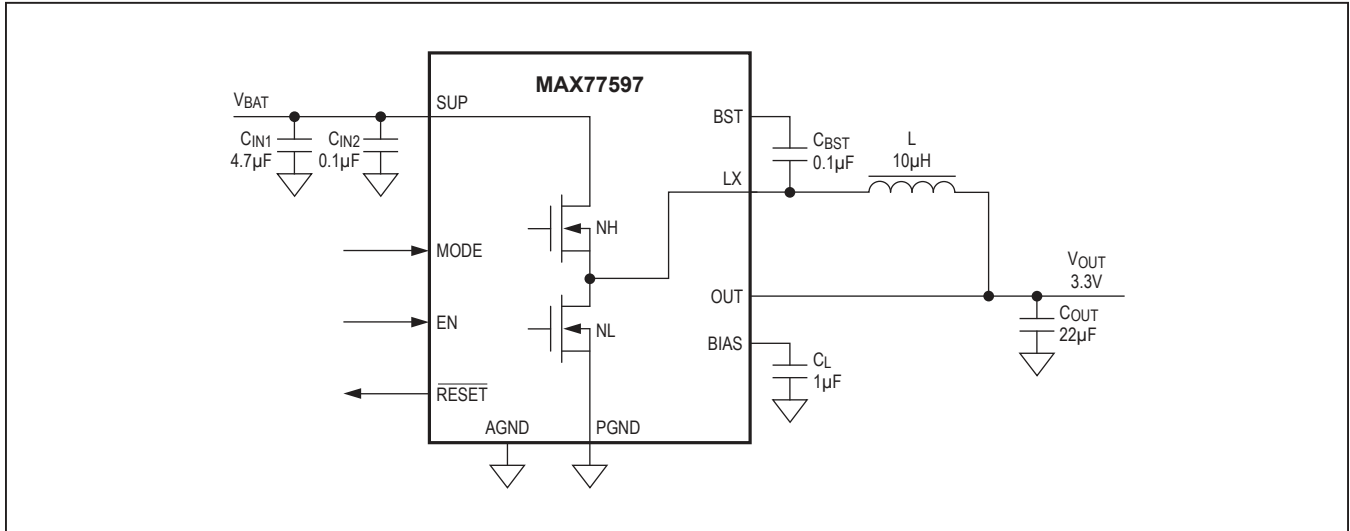 MAX77597
VBAT
SUP
CIN1
4.7µF
CIN2
0.1µF
BST
CBST
0.1µF
L
10µH
LX
NH
MODE
VOUT
3.3V
OUT
COUT
22µF
EN
NL
BIAS
CL
1µF
RESET
AGND
PGND